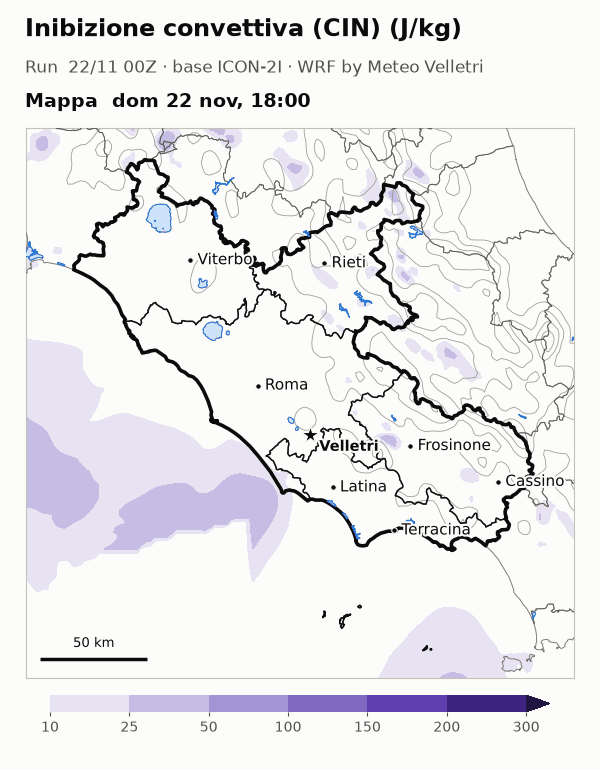 Inibizione convettiva (CIN) (J/kg)
Run 22/11 00Z · base ICON-2I · WRF by Meteo Velletri
Mappa dom 22 nov, 18:00
Viterbo
Rieti
Roma
Velletri
Frosinone
Latina
Cassino
Terracina
50 km
10 25 50 100 150 200 300